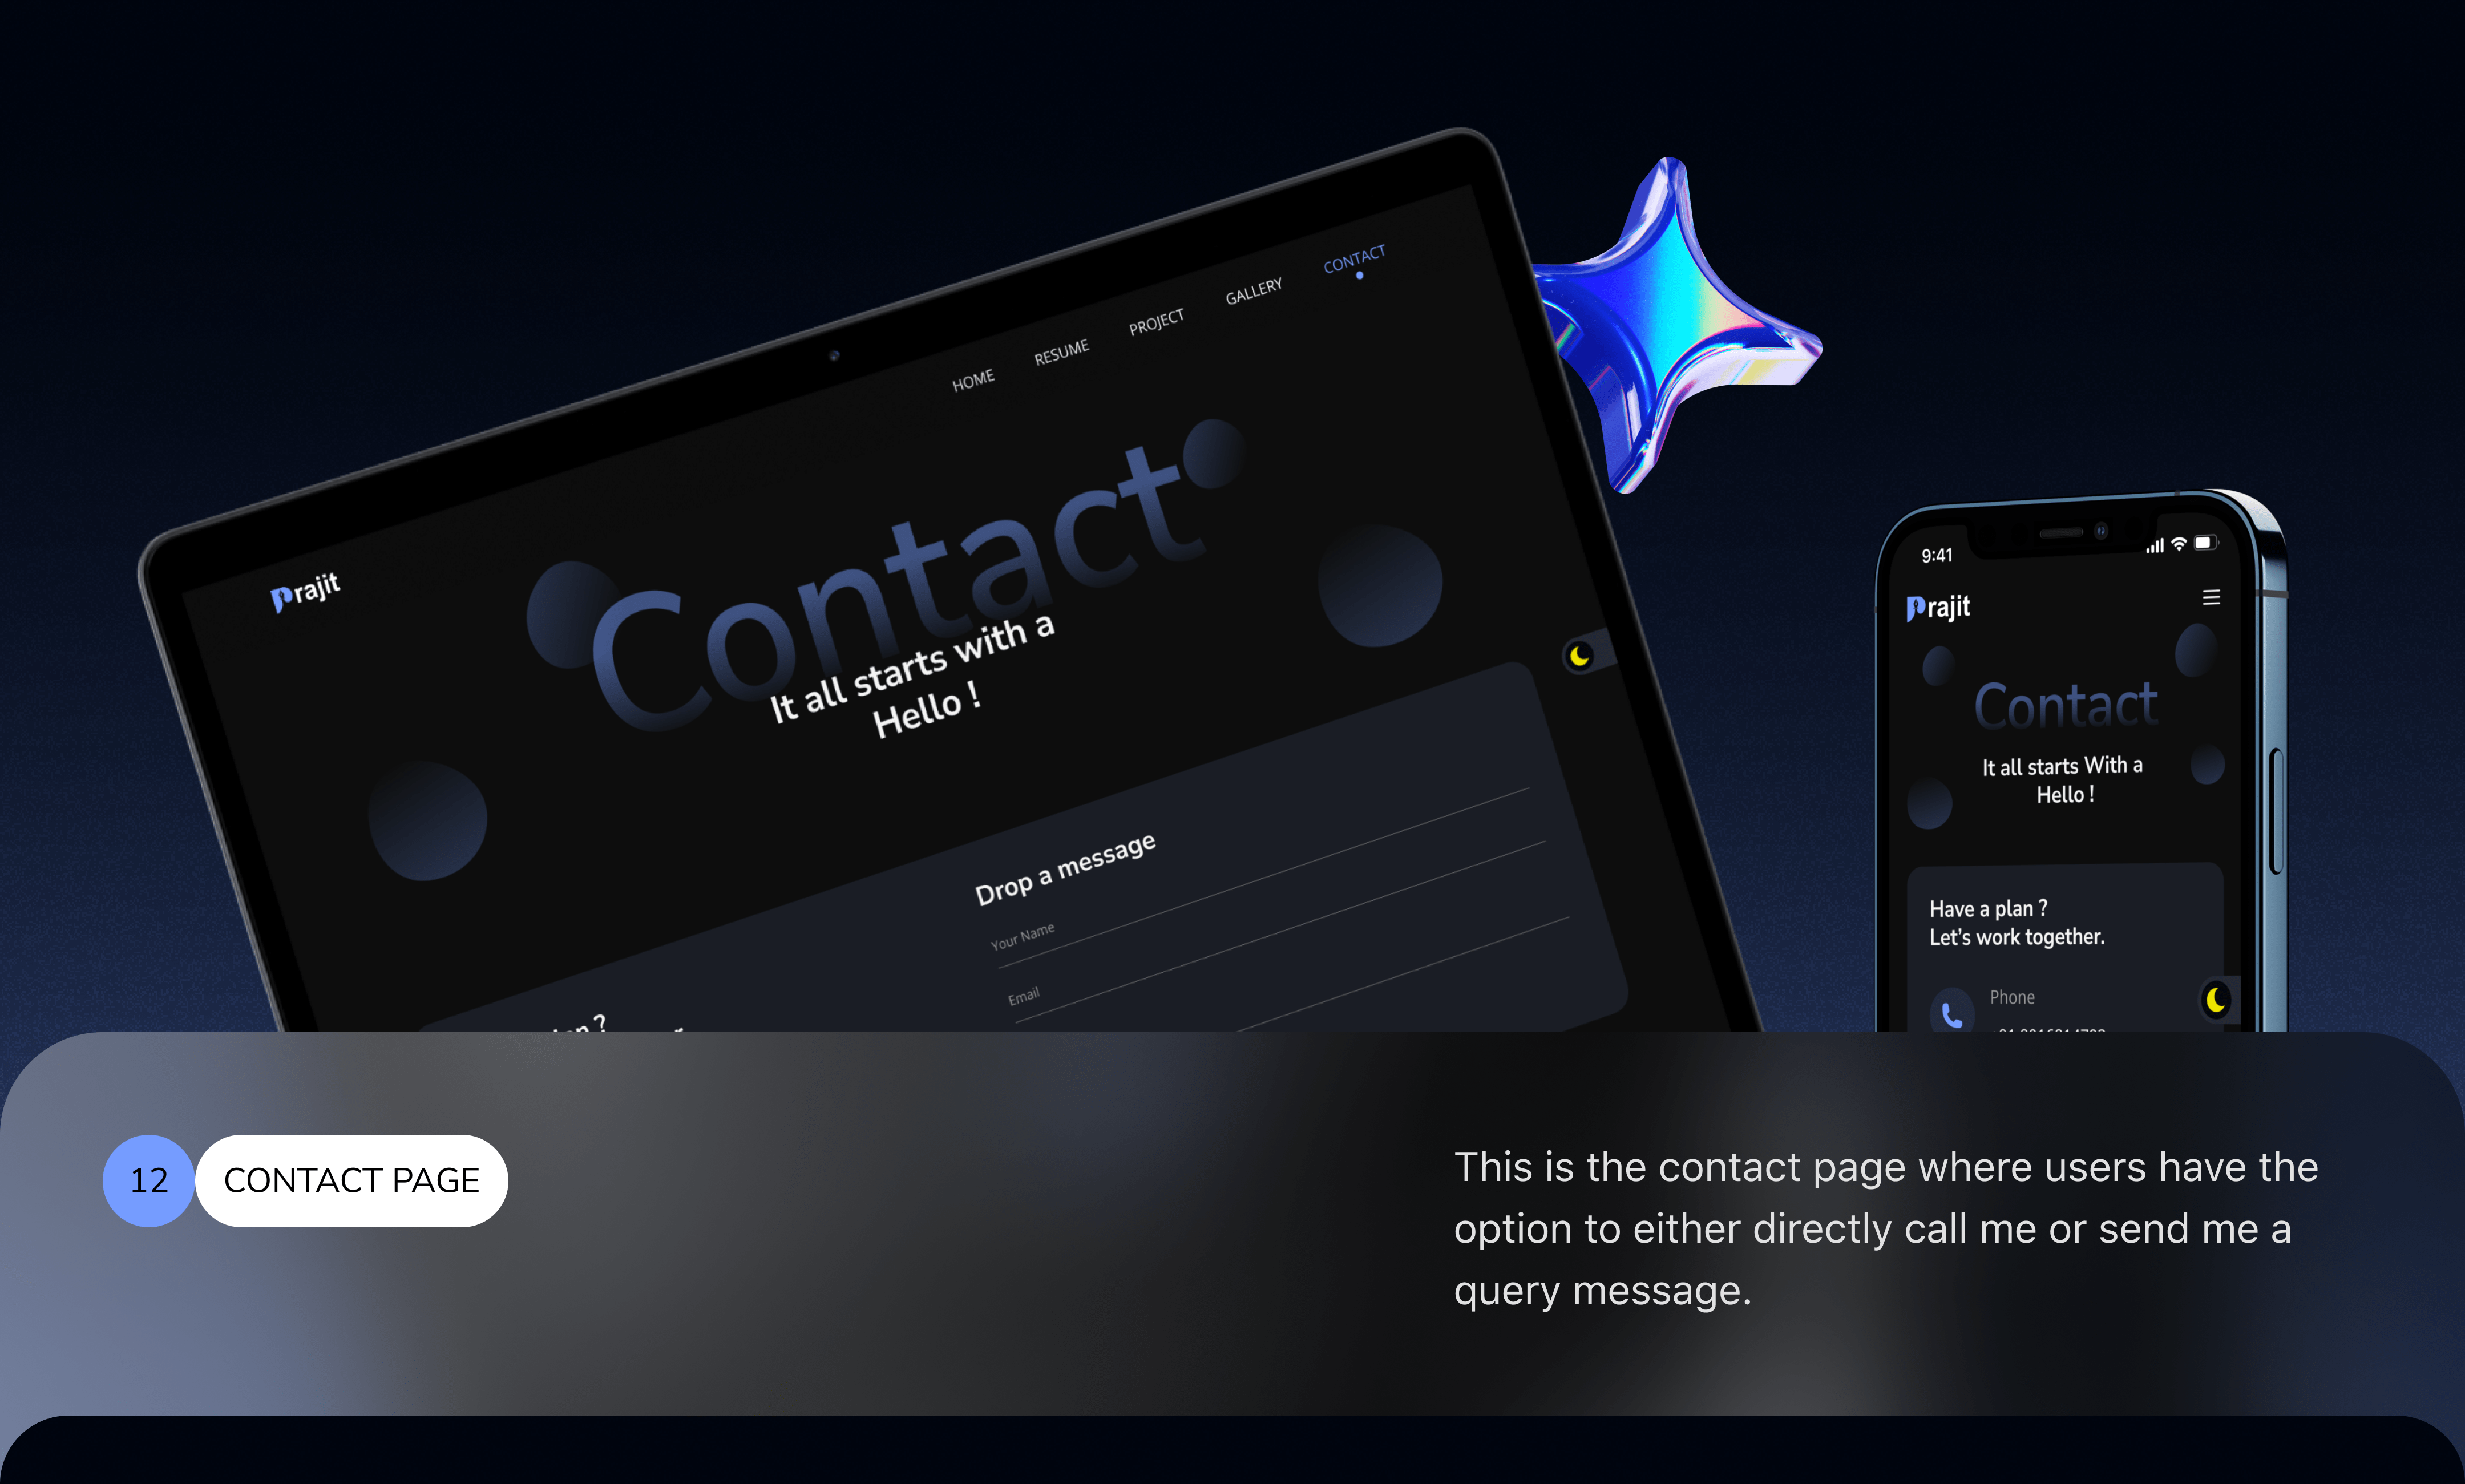 HOME RESUME PROJECT GALLERY CONTACT
Prajit
Contact
It all starts with a
Hello !
Drop a message
Your Name
Email
9:41
Prajit
Contact
It all starts With a
Hello !
Have a plan ?
Let's work together.
Phone
12 CONTACT PAGE
This is the contact page where users have the
option to either directly call me or send me a
query message.